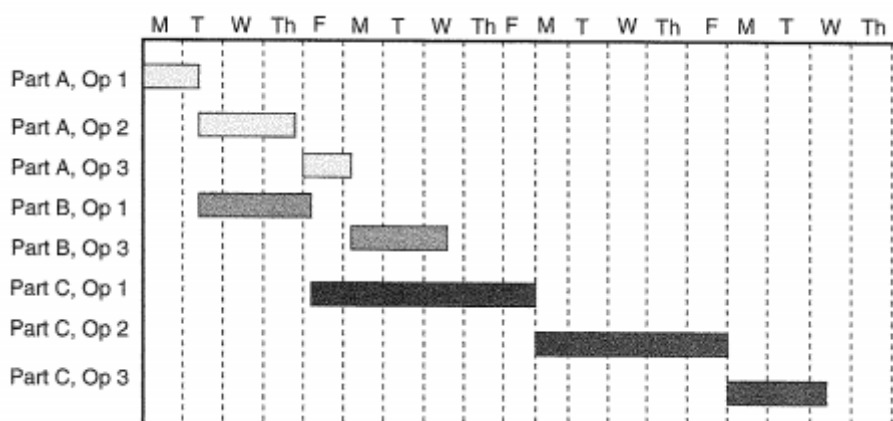 M T W Th F M T W Th F M T W Th F M T W Th
Part A, Op 1
Part A, Op 2
Part A, Op 3
Part B, Op 1
Part B, Op 3
Part C, Op 1
Part C, Op 2
Part C, Op 3